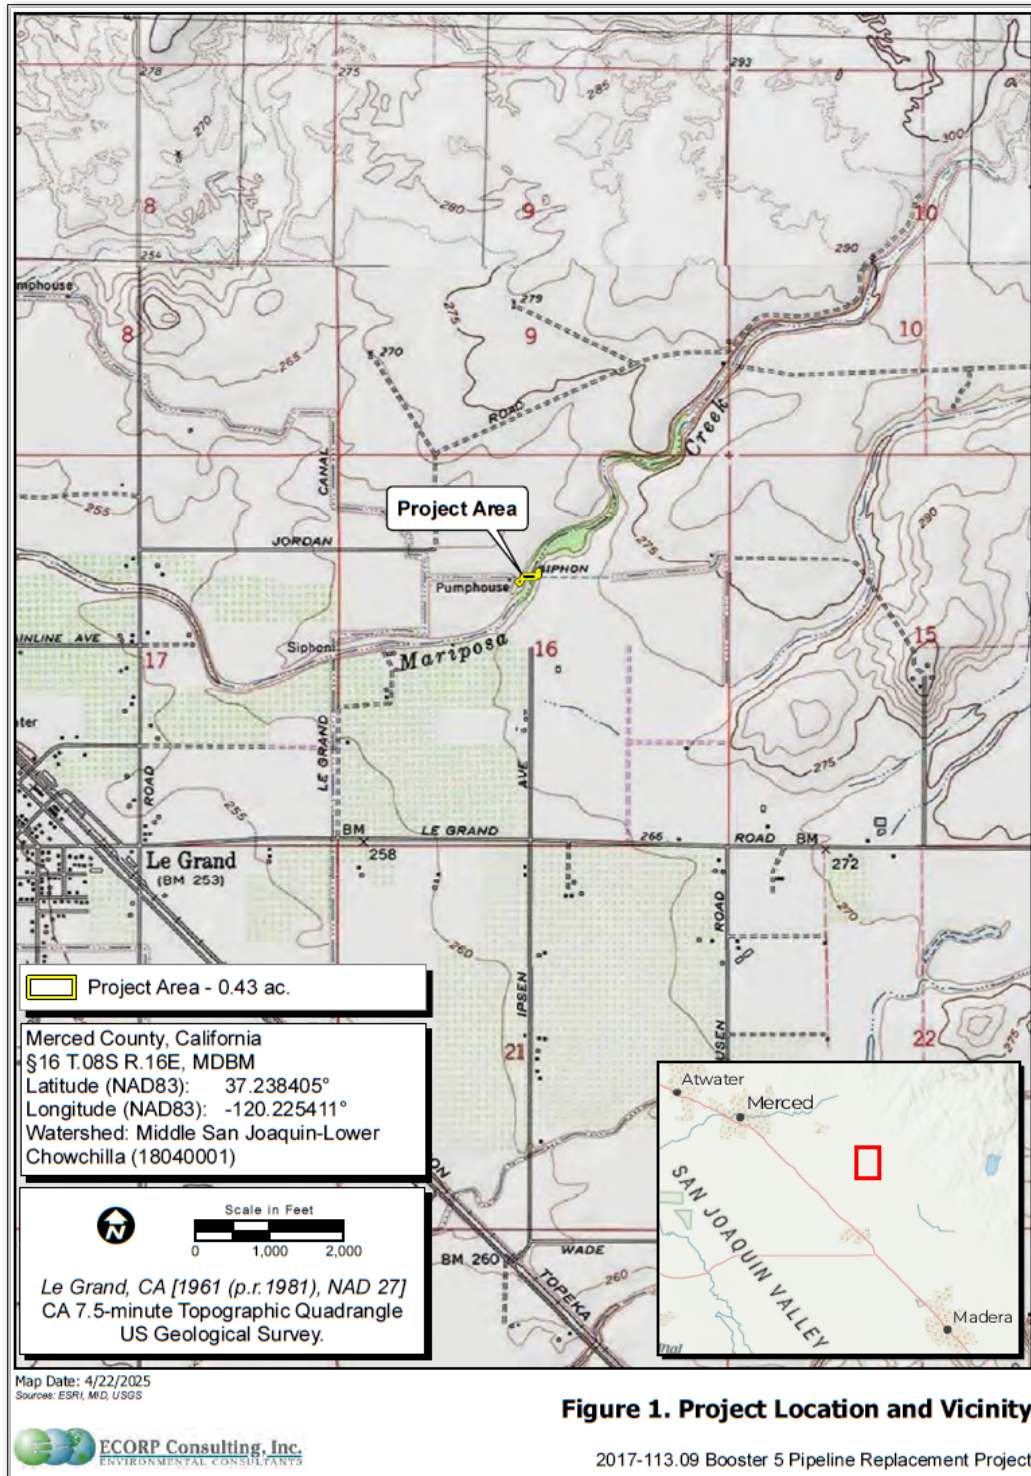 278
275
293
285
270
300
8
280
9
10
254
290
mphouse
279
275
8
9
10
265
270
ROAD
Creek
CANAL
255
Project Area
290
JORDAN
275
SIPHON
Pumphouse
AINLINE AVE
Siphon
Mariposa
16
15
17
ter
LE GRAND
AVE
275
ROAD
255
BM
LE GRAND
266
ROAD BM
258
272
Le Grand
(BM 253)
270
ROAD
260
Project Area - 0.43 ac.
IPSEN
USEN
22
275
21
Merced County, California
§16 T.08S R.16E, MDBM
Latitude (NAD83): 37.238405°
Longitude (NAD83): -120.225411°
Watershed: Middle San Joaquin-Lower
Chowchilla (18040001)
Atwater
Merced
SAN JOAQUIN VALLEY
Madera
ON
N
Scale in Feet
0 1,000 2,000
BM 260
WADE
TOPEKA
260
Le Grand, CA [1961 (p.r.1981), NAD 27]
CA 7.5-minute Topographic Quadrangle
US Geological Survey.
Map Date: 4/22/2025
Sources: ESRI, MID, USGS
Figure 1. Project Location and Vicinity
ECORP Consulting, Inc.
ENVIRONMENTAL CONSULTANTS
2017-113.09 Booster 5 Pipeline Replacement Project